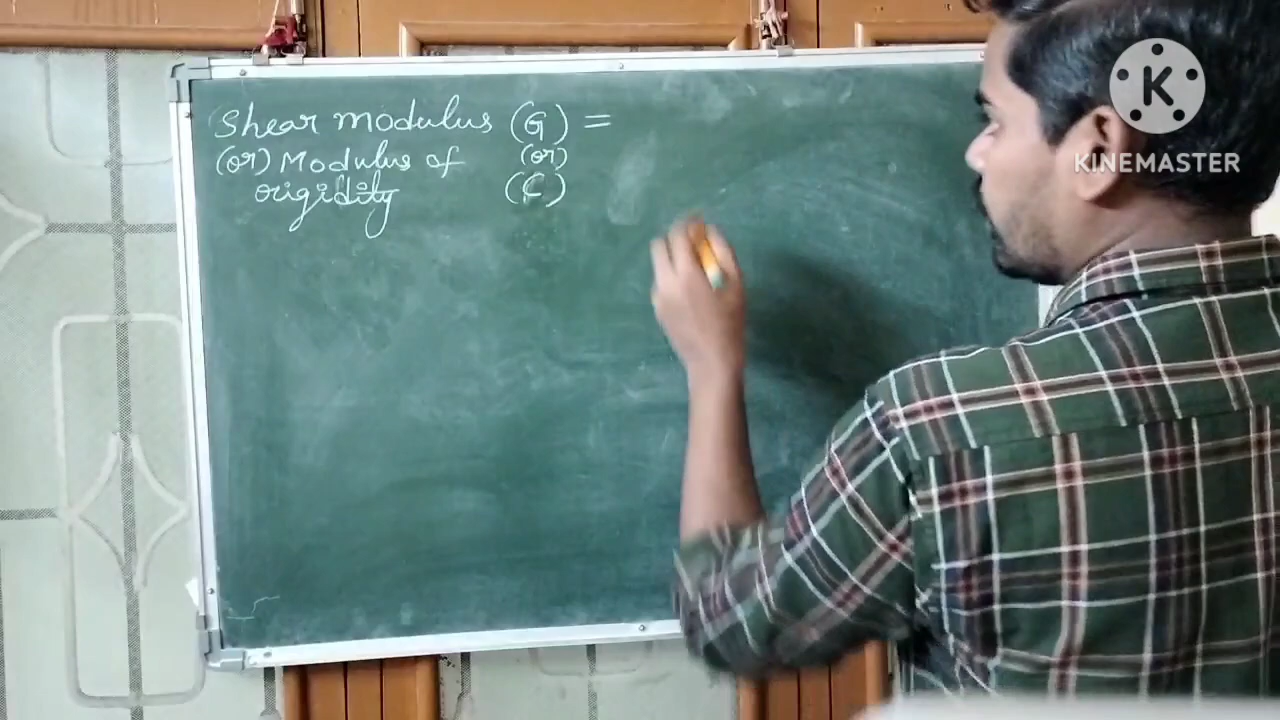 Shear modulus (G) =
(or) Modulus of (or)
rigidity (C)
K
KINEMASTER